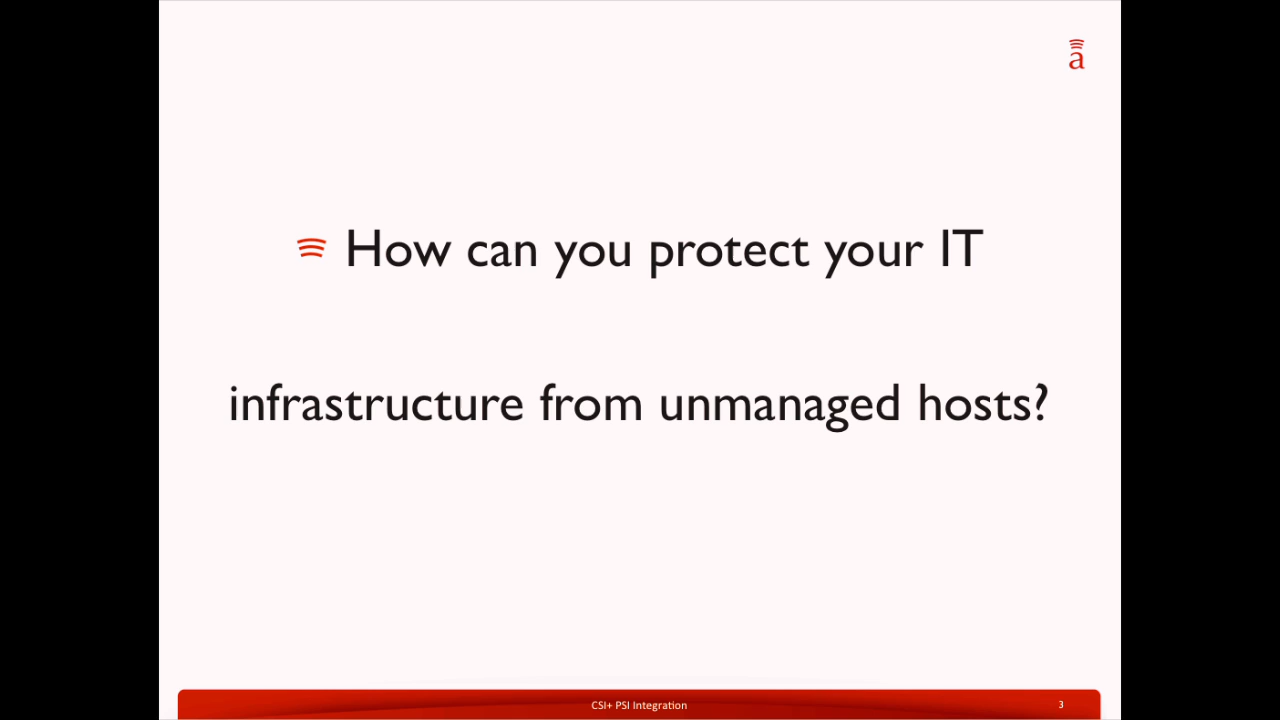 a
How can you protect your IT
infrastructure from unmanaged hosts?
CSI+ PSI Integration
3